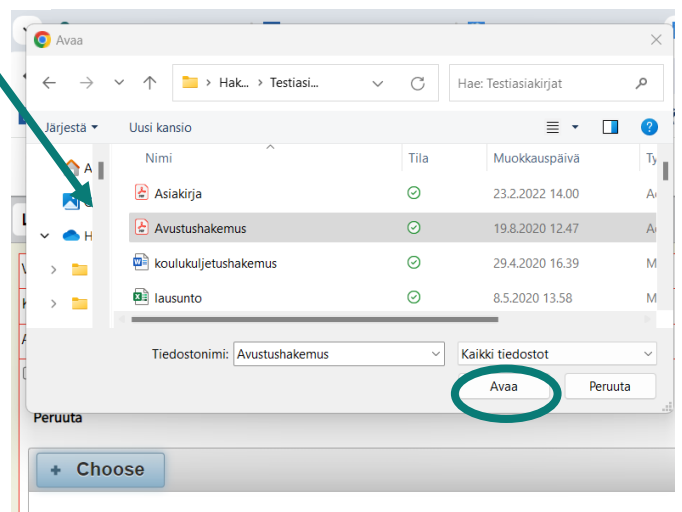 Avaa
Hak... > Testiasi...
Hae: Testiasiakirjat
Järjestä
Uusi kansio
?
Nimi Tila Muokkauspäivä
Asiakirja 23.2.2022 14.00
Avustushakemus 19.8.2020 12.47
koulukuljetushakemus 29.4.2020 16.39
lausunto 8.5.2020 13.58
Tiedostonimi: Avustushakemus Kaikki tiedostot
Avaa Peruuta
Peruuta
+ Choose